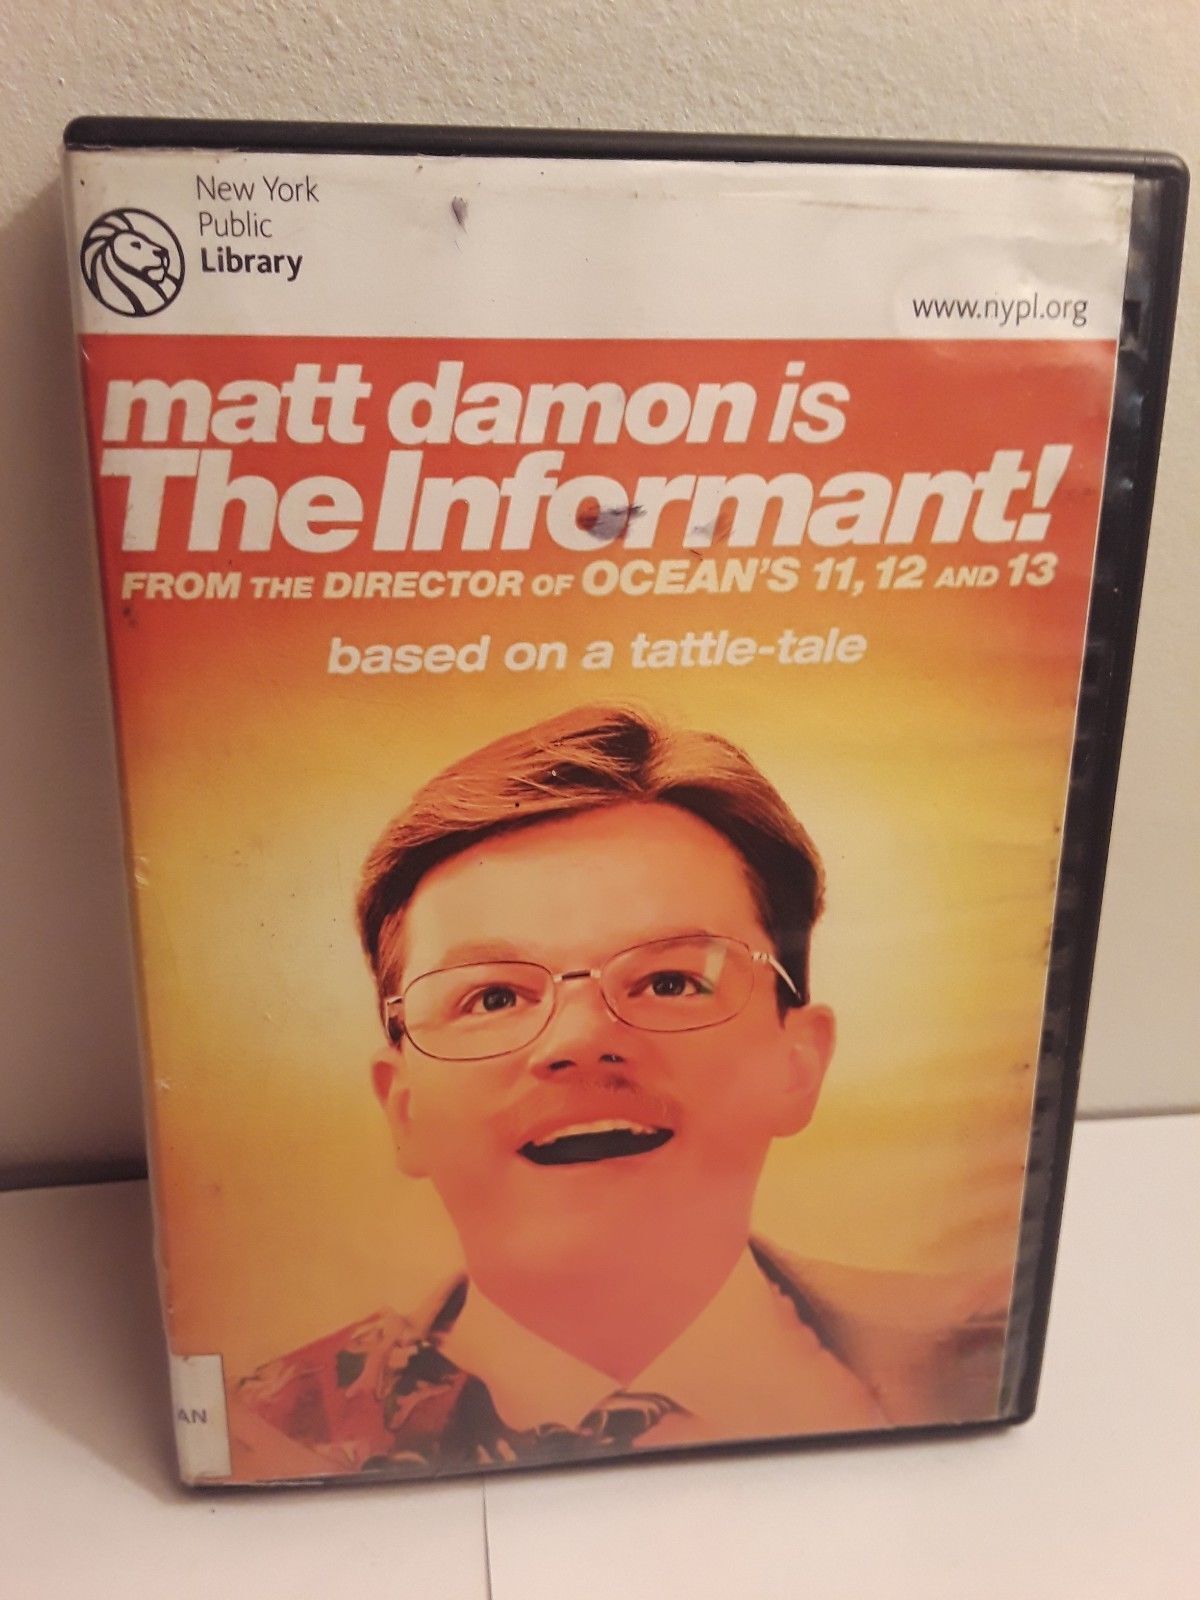 New York
Public
Library
www.nypl.org
matt damon is
The Informant!
FROM THE DIRECTOR OF OCEAN'S 11, 12 AND 13
based on a tattle-tale
AN